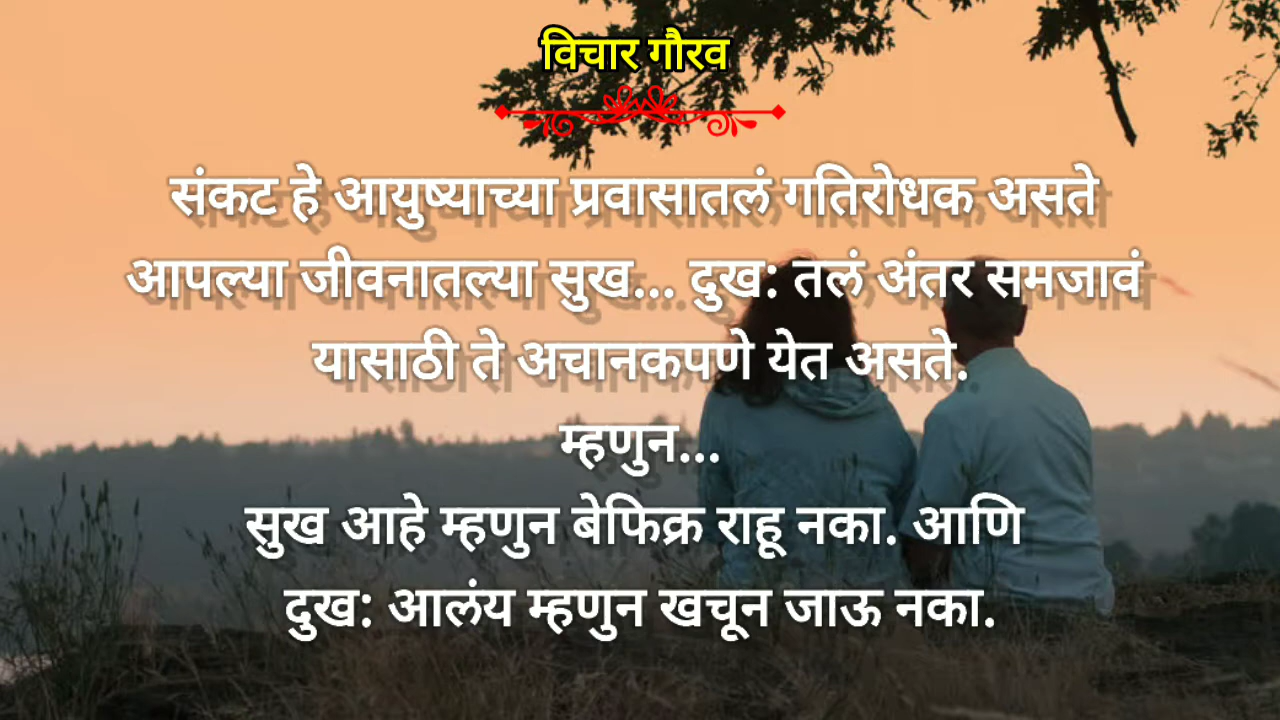 विचार गौरव
संकट हे आयुष्याच्या प्रवासातलं गतिरोधक असते
आपल्या जीवनातल्या सुख... दुख: तलं अंतर समजावं
यासाठी ते अचानकपणे येत असते.
म्हणुन...
सुख आहे म्हणुन बेफिक्र राहू नका. आणि
दुख: आलंय म्हणुन खचून जाऊ नका.